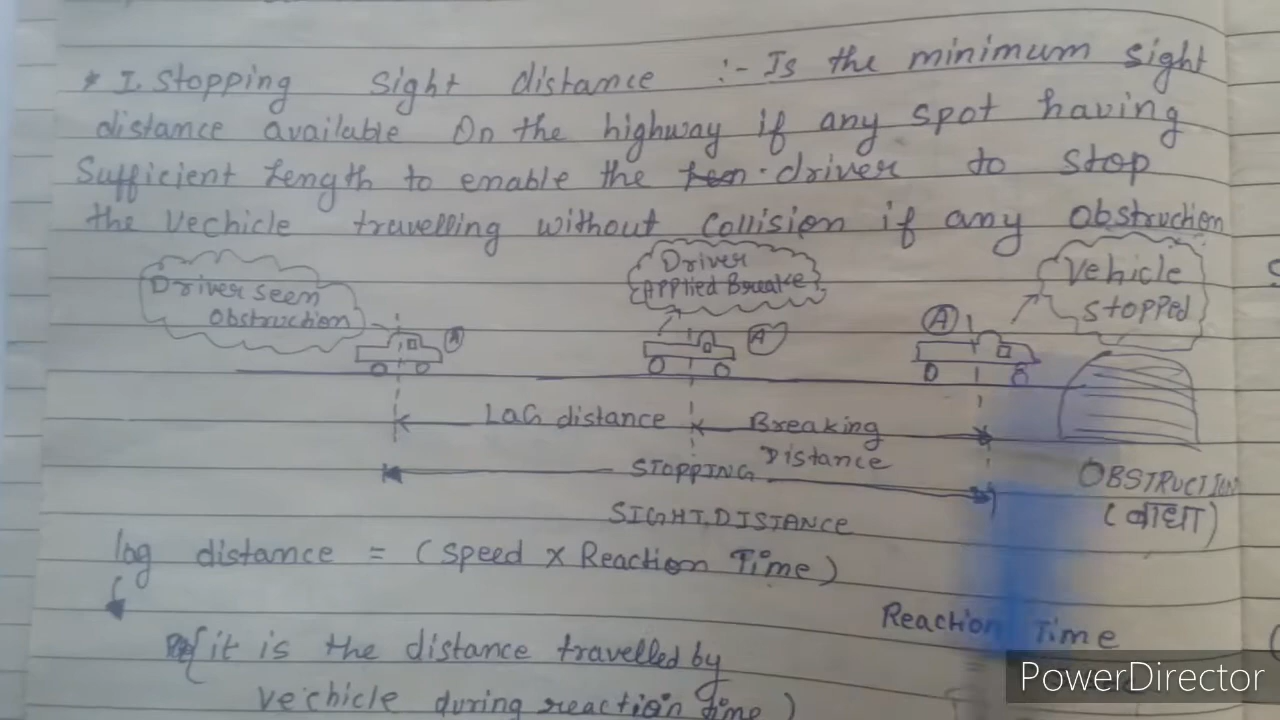 * I. Stopping Sight distance :- Is the minimum sight
distance available On the highway if any spot having
Sufficient Length to enable the driver to stop
the Vechicle travelling without Collision if any Obstruction
Driver seen
Obstruction
Driver
Applied Breake
Vehicle
stopped
A
A
A
LaG distance
Breaking
Distance
STOPPING
SIGHT DISTANCE
OBSTRUCTION
(बाधा)
lag distance = (Speed x Reaction Time)
Reaction Time
{it is the distance travelled by
vechicle during reaction time)
PowerDirector